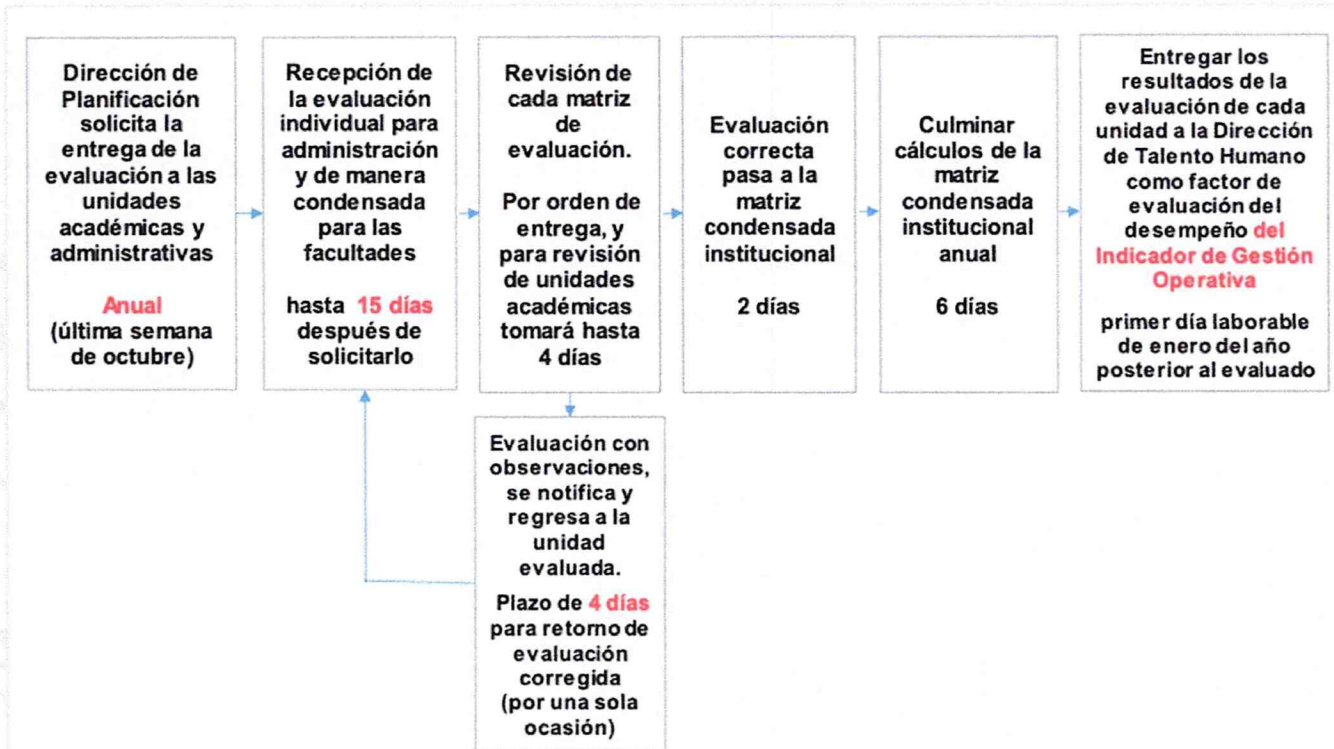 Dirección de
Planificación
solicita la
entrega de la
evaluación a las
unidades
académicas y
administrativas
Anual
(última semana
de octubre)
Recepción de
la evaluación
individual para
administración
y de manera
condensada
para las
facultades
hasta 15 días
después de
solicitarlo
Revisión de
cada matriz
de
evaluación.
Por orden de
entrega, y
para revisión
de unidades
académicas
tomará hasta
4 días
Evaluación
correcta
pasa a la
matriz
condensada
institucional
2 días
Culminar
cálculos de la
matriz
condensada
institucional
anual
6 días
Entregar los
resultados de la
evaluación de cada
unidad a la Dirección
de Talento Humano
como factor de
evaluación del
desempeño del
Indicador de Gestión
Operativa
primer día laborable
de enero del año
posterior al evaluado
Evaluación con
observaciones,
se notifica y
regresa a la
unidad
evaluada.
Plazo de 4 días
para retorno de
evaluación
corregida
(por una sola
ocasión)